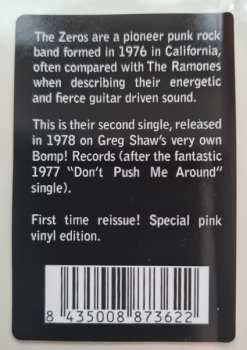 The Zeros are a pioneer punk rock
band formed in 1976 in California,
often compared with The Ramones
when describing their energetic
and fierce guitar driven sound.
This is their second single, released
in 1978 on Greg Shaw's very own
Bomp! Records (after the fantastic
1977 "Don't Push Me Around"
single).
First time reissue! Special pink
vinyl edition.
8 435008 873622